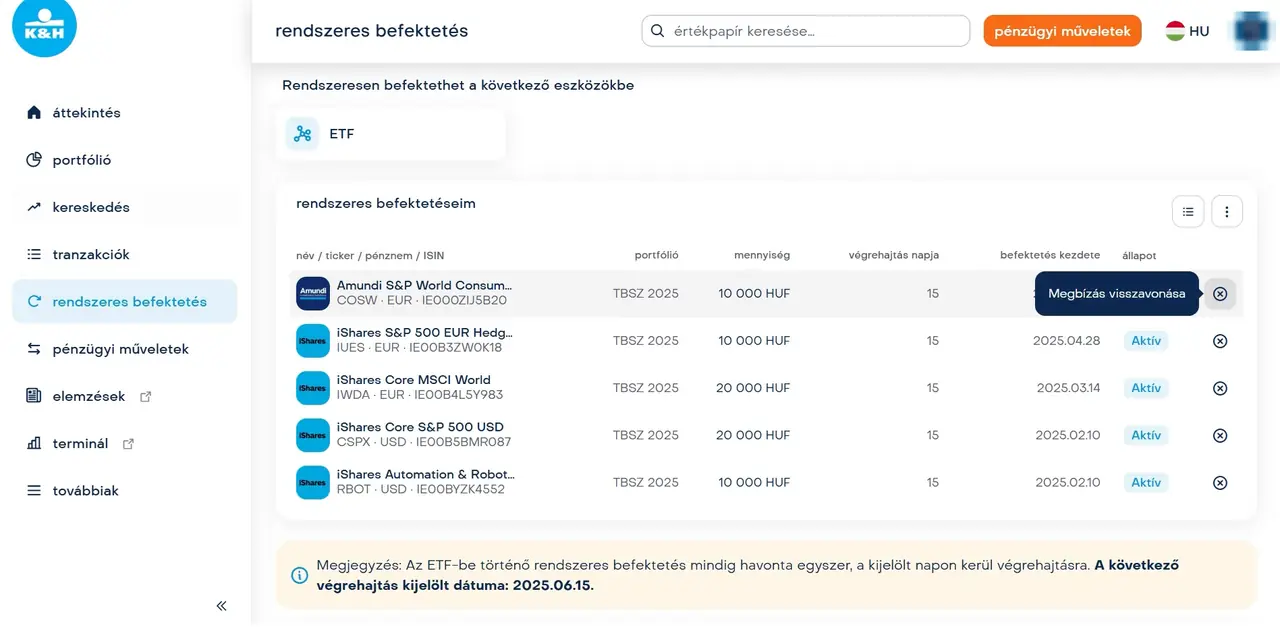 K&H
rendszeres befektetés
értékpapír keresése...
pénzügyi műveletek
HU
áttekintés
portfólió
kereskedés
tranzakciók
rendszeres befektetés
pénzügyi műveletek
elemzések
terminál
továbbiak
Rendszeresen befektethet a következő eszközökbe
ETF
rendszeres befektetéseim
név / ticker / pénznem / ISIN portfólió mennyiség végrehajtás napja befektetés kezdete állapot
Amundi Amundi S&P World Consum...
COSW · EUR · IE000ZIJ5B20 TBSZ 2025 10 000 HUF 15 Megbízás visszavonása
iShares iShares S&P 500 EUR Hedg...
IUES · EUR · IE00B3ZW0K18 TBSZ 2025 10 000 HUF 15 2025.04.28 Aktív
iShares iShares Core MSCI World
IWDA · EUR · IE00B4L5Y983 TBSZ 2025 20 000 HUF 15 2025.03.14 Aktív
iShares iShares Core S&P 500 USD
CSPX · USD · IE00B5BMR087 TBSZ 2025 20 000 HUF 15 2025.02.10 Aktív
iShares iShares Automation & Robot...
RBOT · USD · IE00BYZK4552 TBSZ 2025 10 000 HUF 15 2025.02.10 Aktív
Megjegyzés: Az ETF-be történő rendszeres befektetés mindig havonta egyszer, a kijelölt napon kerül végrehajtásra. A következő
végrehajtás kijelölt dátuma: 2025.06.15.